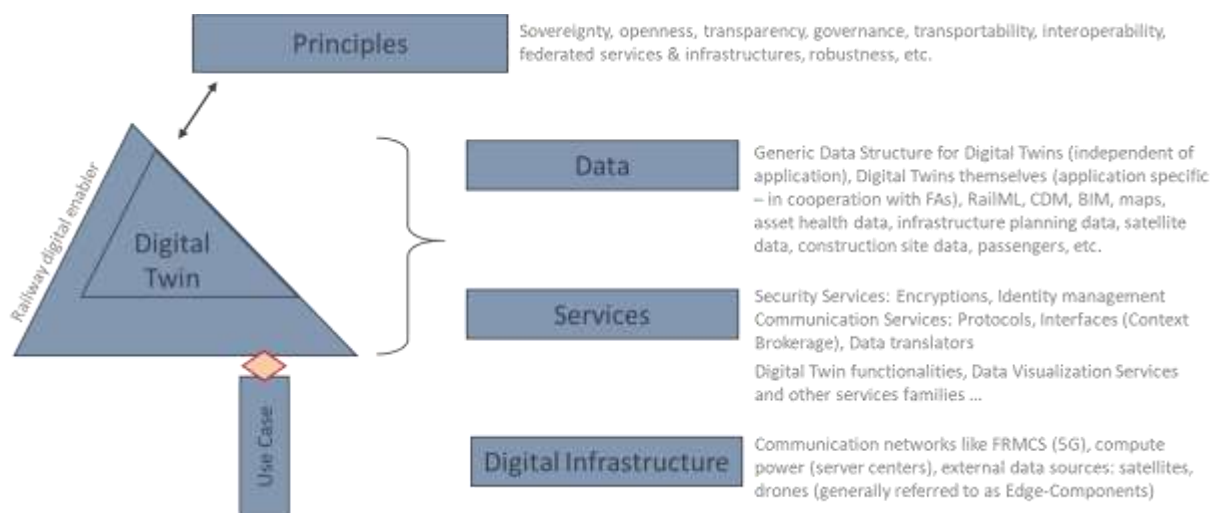 Principles
Sovereignty, openness, transparency, governance, transportability, interoperability,
federated services & infrastructures, robustness, etc.
Railway digital enabler
Digital
Twin
Use Case
Data
Generic Data Structure for Digital Twins (independent of
application), Digital Twins themselves (application specific
– in cooperation with FAs), RailML, CDM, BIM, maps,
asset health data, infrastructure planning data, satellite
data, construction site data, passengers, etc.
Services
Security Services: Encryptions, Identity management
Communication Services: Protocols, Interfaces (Context
Brokerage), Data translators
Digital Twin functionalities, Data Visualization Services
and other services families ...
Digital Infrastructure
Communication networks like FRMCS (5G), compute
power (server centers), external data sources: satellites,
drones (generally referred to as Edge-Components)